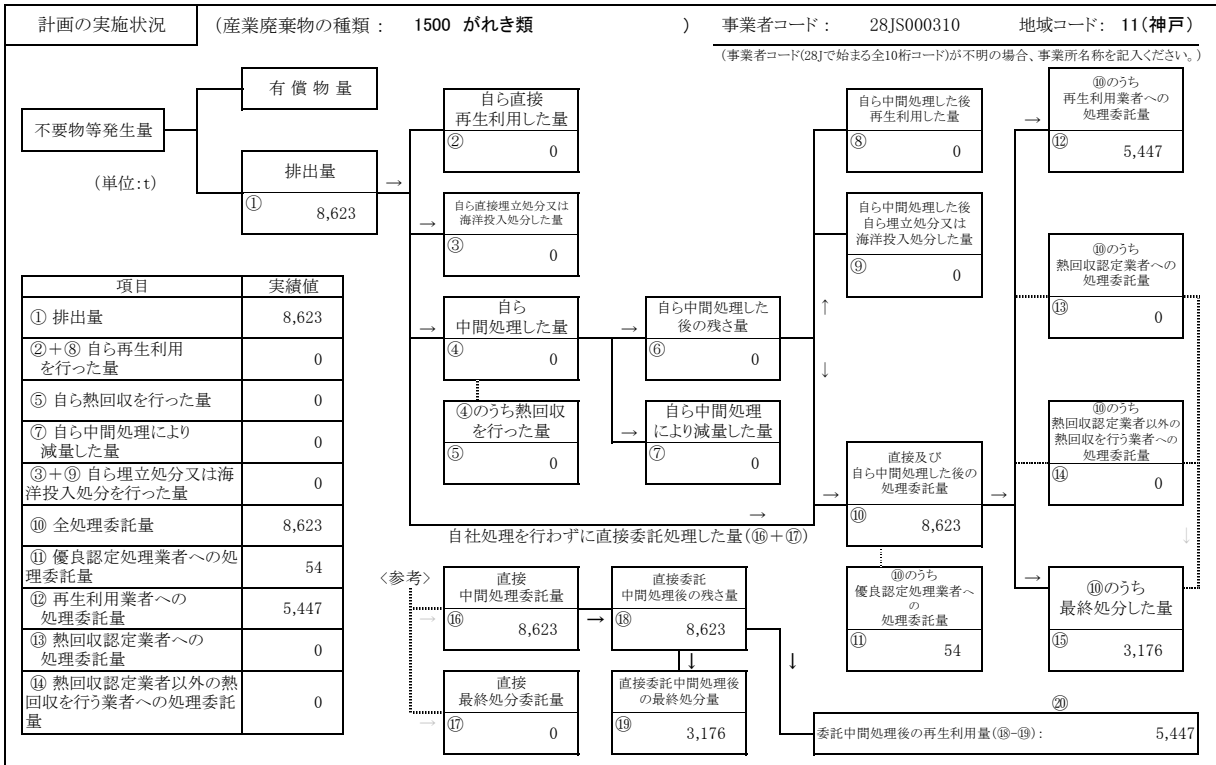 計画の実施状況
(産業廃棄物の種類： 1500 がれき類 )
事業者コード： 28JS000310
地域コード： 11(神戸)
(事業者コード(28Jで始まる全10桁コード)が不明の場合、事業所名称を記入ください。)
不要物等発生量
(単位:t)
有償物量
排出量
→
①
8,623
自ら直接
再生利用した量
②
0
→
自ら直接埋立処分又は
海洋投入処分した量
③
0
→
自ら
中間処理した量
④
0
④のうち熱回収
を行った量
⑤
0
→
自ら中間処理した
後の残さ量
⑥
0
→
自ら中間処理
により減量した量
⑦
0
自ら中間処理した後
再生利用した量
⑧
0
自ら中間処理した後
自ら埋立処分又は
海洋投入処分した量
⑨
0
↑
↓
→
直接及び
自ら中間処理した後の
処理委託量
→
⑩
8,623
⑩のうち
優良認定処理業者へ
の
処理委託量
⑪
54
→
⑩のうち
再生利用業者への
処理委託量
⑫
5,447
⑩のうち
熱回収認定業者への
処理委託量
⑬
0
⑩のうち
熱回収認定業者以外の
熱回収を行う業者への
処理委託量
⑭
0
↓
→
⑩のうち
最終処分した量
⑮
3,176
→
自社処理を行わずに直接委託処理した量(⑯+⑰)
<参考>
→
直接
中間処理委託量
⑯
8,623
→
直接委託
中間処理後の残さ量
⑱
8,623
↓
↓
→
直接
最終処分委託量
⑰
0
直接委託中間処理後
の最終処分量
⑲
3,176
⑳
委託中間処理後の再生利用量(⑱-⑲)： 5,447
項目 実績値
① 排出量 8,623
②+⑧ 自ら再生利用
を行った量 0
⑤ 自ら熱回収を行った量 0
⑦ 自ら中間処理により
減量した量 0
③+⑨ 自ら埋立処分又は海
洋投入処分を行った量 0
⑩ 全処理委託量 8,623
⑪ 優良認定処理業者への処
理委託量 54
⑫ 再生利用業者への
処理委託量 5,447
⑬ 熱回収認定業者への
処理委託量 0
⑭ 熱回収認定業者以外の熱
回収を行う業者への処理委託
量 0